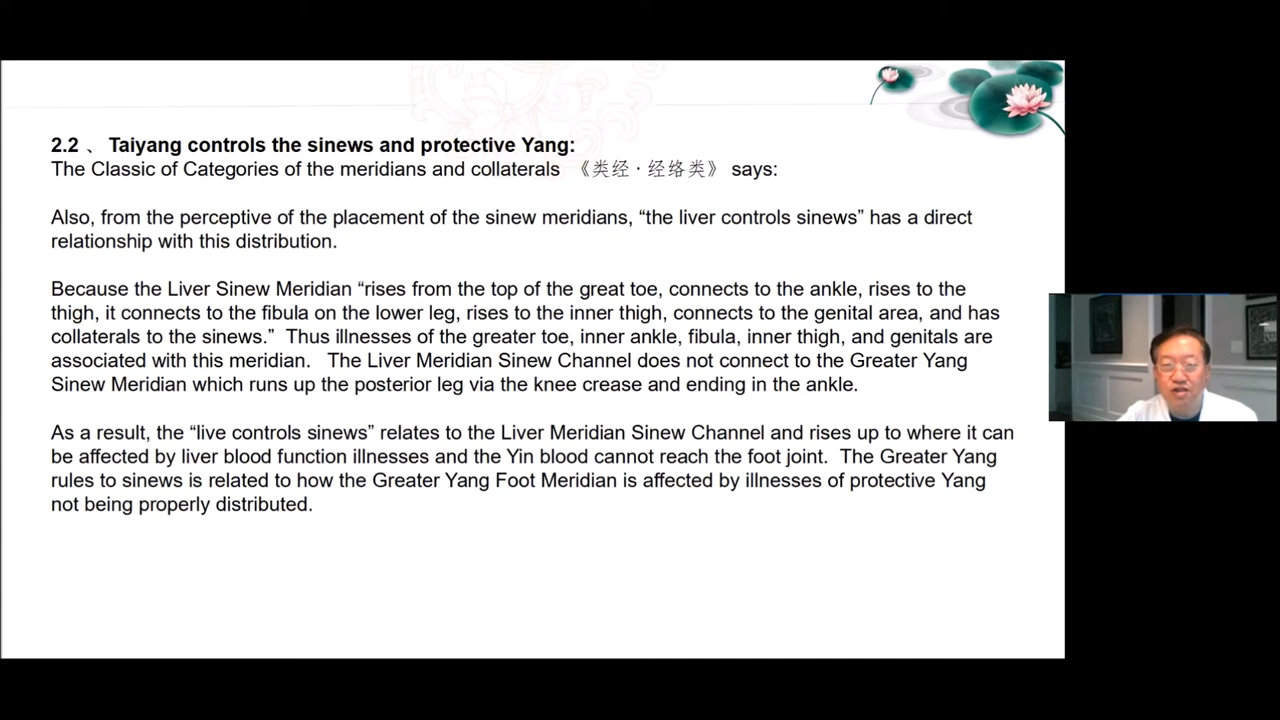 2.2 、 Taiyang controls the sinews and protective Yang:
The Classic of Categories of the meridians and collaterals 《类经 · 经络类》 says:
Also, from the perceptive of the placement of the sinew meridians, “the liver controls sinews” has a direct
relationship with this distribution.
Because the Liver Sinew Meridian “rises from the top of the great toe, connects to the ankle, rises to the
thigh, it connects to the fibula on the lower leg, rises to the inner thigh, connects to the genital area, and has
collaterals to the sinews.” Thus illnesses of the greater toe, inner ankle, fibula, inner thigh, and genitals are
associated with this meridian. The Liver Meridian Sinew Channel does not connect to the Greater Yang
Sinew Meridian which runs up the posterior leg via the knee crease and ending in the ankle.
As a result, the “live controls sinews” relates to the Liver Meridian Sinew Channel and rises up to where it can
be affected by liver blood function illnesses and the Yin blood cannot reach the foot joint. The Greater Yang
rules to sinews is related to how the Greater Yang Foot Meridian is affected by illnesses of protective Yang
not being properly distributed.